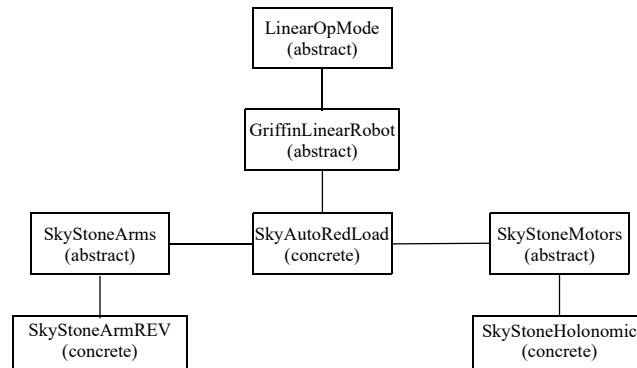 LinearOpMode
(abstract)
GriffinLinearRobot
(abstract)
SkyStoneArms
(abstract)
SkyAutoRedLoad
(concrete)
SkyStoneMotors
(abstract)
SkyStoneArmREV
(concrete)
SkyStoneHolonomic
(concrete)